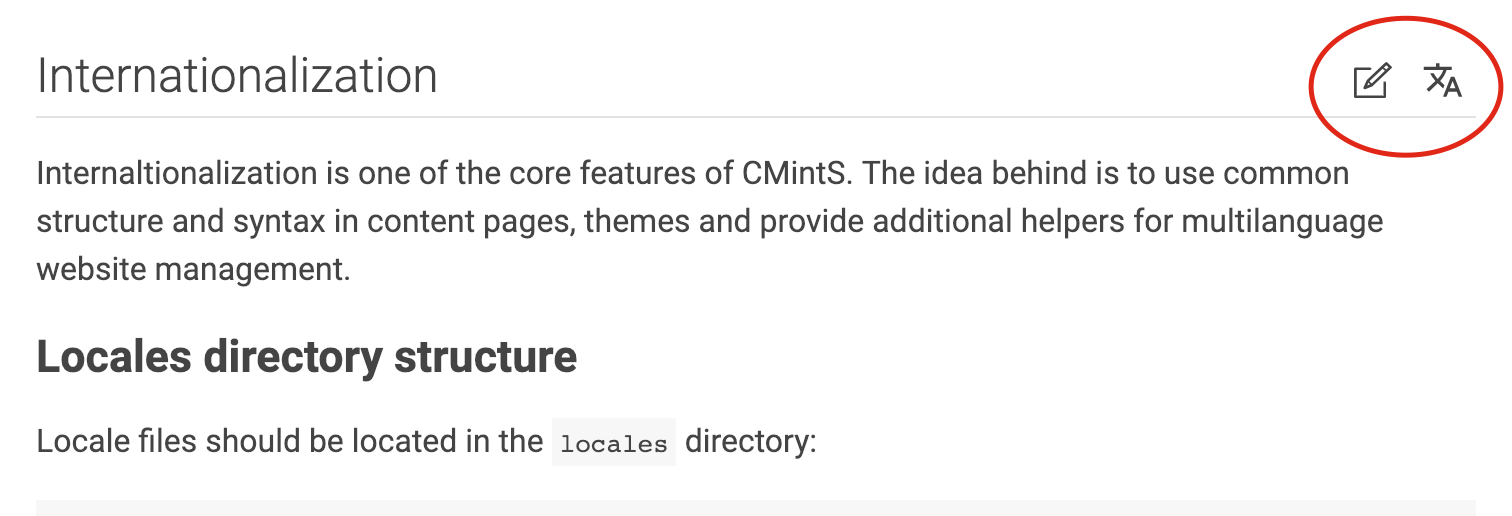 Internationalization
Internaltionalization is one of the core features of CMintS. The idea behind is to use common
structure and syntax in content pages, themes and provide additional helpers for multilanguage
website management.
Locales directory structure
Locale files should be located in the locales directory: